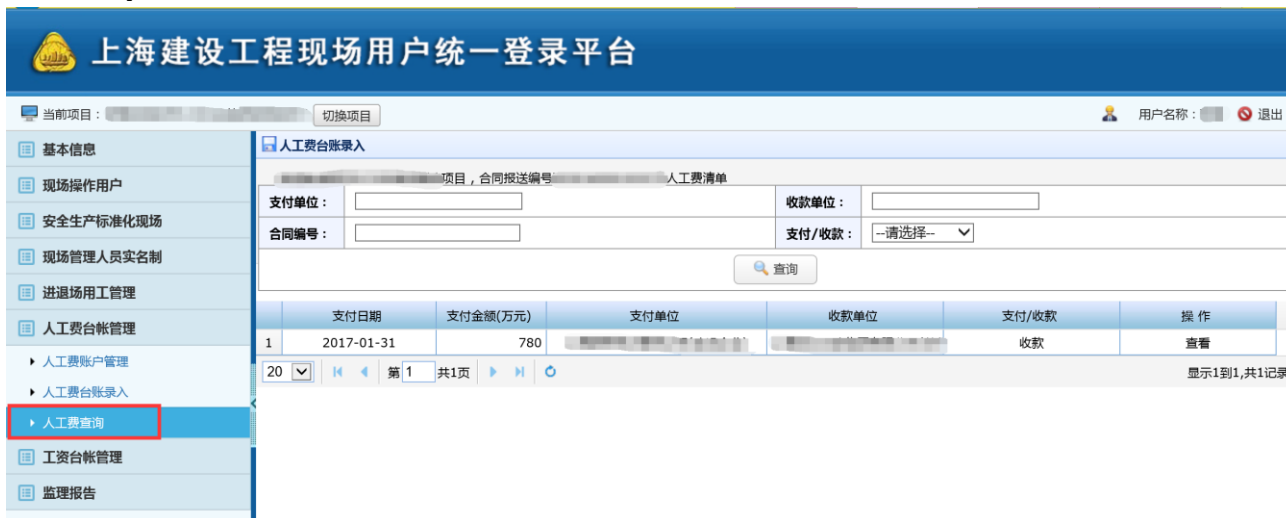 上海建设工程现场用户统一登录平台
当前项目： 切换项目 用户名称： 退出
基本信息
现场操作用户
安全生产标准化现场
现场管理人员实名制
进退场用工管理
人工费台帐管理
人工费账户管理
人工费台账录入
人工费查询
工资台帐管理
监理报告
人工费台账录入
项目，合同报送编号 人工费清单
支付单位： 收款单位：
合同编号： 支付/收款： --请选择--
查询
支付日期 支付金额(万元) 支付单位 收款单位 支付/收款 操 作
1 2017-01-31 780 收款 查看
20 第 1 共1页 显示1到1,共1记录